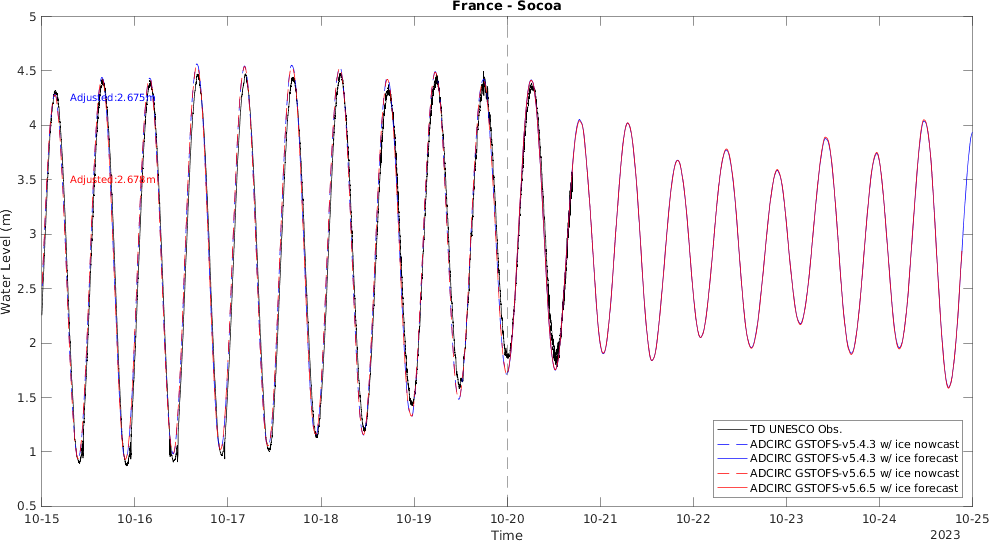 France - Socoa
5
4.5
4
3.5
3
2.5
2
1.5
1
0.5
Water Level (m)
Adjusted:2.675m
Adjusted:2.678m
TD UNESCO Obs.
ADCIRC GSTOFS-v5.4.3 w/ ice nowcast
ADCIRC GSTOFS-v5.4.3 w/ ice forecast
ADCIRC GSTOFS-v5.6.5 w/ ice nowcast
ADCIRC GSTOFS-v5.6.5 w/ ice forecast
10-15 10-16 10-17 10-18 10-19 10-20 10-21 10-22 10-23 10-24 10-25
Time
2023